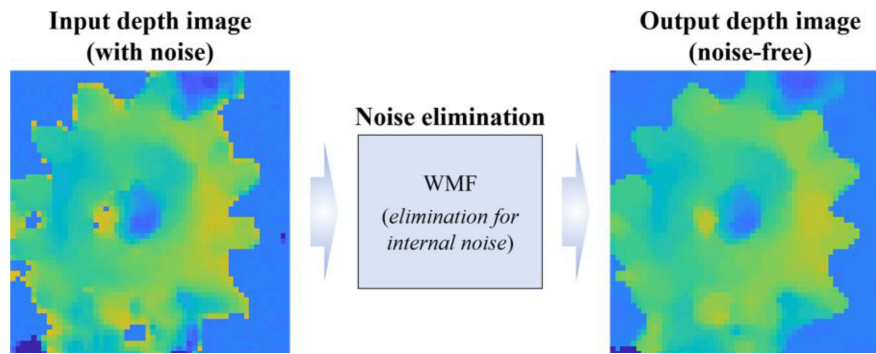 Input depth image
(with noise)
Noise elimination
WMF
(elimination for
internal noise)
Output depth image
(noise-free)